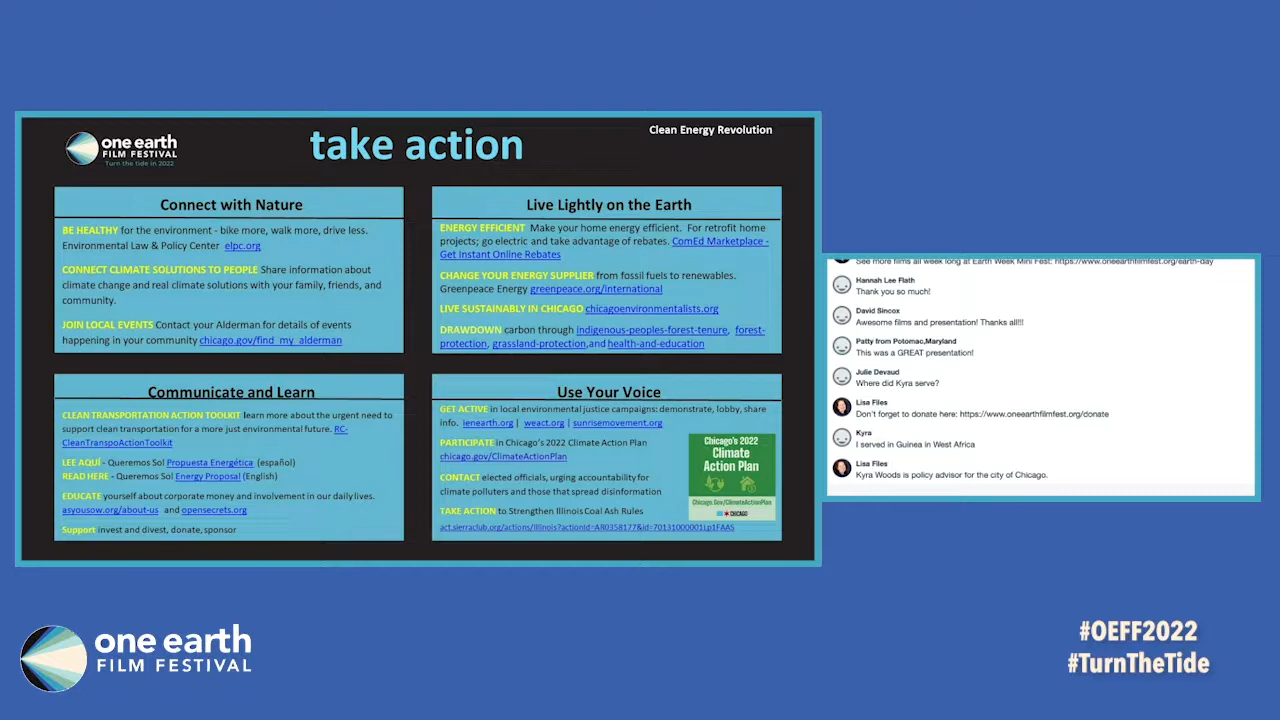 one earth
FILM FESTIVAL
Turn the tide in 2022
take action
Clean Energy Revolution
Connect with Nature
BE HEALTHY for the environment - bike more, walk more, drive less.
Environmental Law & Policy Center elpc.org
CONNECT CLIMATE SOLUTIONS TO PEOPLE Share information about
climate change and real climate solutions with your family, friends, and
community.
JOIN LOCAL EVENTS Contact your Alderman for details of events
happening in your community chicago.gov/find_my_alderman
Live Lightly on the Earth
ENERGY EFFICIENT Make your home energy efficient. For retrofit home
projects; go electric and take advantage of rebates. ComEd Marketplace -
Get Instant Online Rebates
CHANGE YOUR ENERGY SUPPLIER from fossil fuels to renewables.
Greenpeace Energy greenpeace.org/international
LIVE SUSTAINABLY IN CHICAGO chicagoenvironmentalists.org
DRAWDOWN carbon through indigenous-peoples-forest-tenure, forest-
protection, grassland-protection,and health-and-education
Communicate and Learn
CLEAN TRANSPORTATION ACTION TOOLKIT learn more about the urgent need to
support clean transportation for a more just environmental future. RC-
CleanTranspoActionToolkit
LEE AQUÍ - Queremos Sol Propuesta Energética (español)
READ HERE - Queremos Sol Energy Proposal (English)
EDUCATE yourself about corporate money and involvement in our daily lives.
asyousow.org/about-us and opensecrets.org
Support invest and divest, donate, sponsor
Use Your Voice
GET ACTIVE in local environmental justice campaigns: demonstrate, lobby, share
info. ienearth.org | weact.org | sunrisemovement.org
PARTICIPATE in Chicago's 2022 Climate Action Plan
chicago.gov/ClimateActionPlan
CONTACT elected officials, urging accountability for
climate polluters and those that spread disinformation
TAKE ACTION to Strengthen Illinois Coal Ash Rules
act.sierraclub.org/actions/Illinois?actionId=AR0358177&id=70131000001Lp1FAAS
Chicago's 2022
Climate
Action Plan
Chicago.Gov/ClimateActionPlan
CHICAGO
See more films all week long at Earth Week Mini Fest: https://www.oneearthfilmfest.org/earth-day
Hannah Lee Flath
Thank you so much!
David Sincox
Awesome films and presentation! Thanks all!!!
Patty from Potomac,Maryland
This was a GREAT presentation!
Julie Devaud
Where did Kyra serve?
Lisa Files
Don't forget to donate here: https://www.oneearthfilmfest.org/donate
Kyra
I served in Guinea in West Africa
Lisa Files
Kyra Woods is policy advisor for the city of Chicago.
one earth
FILM FESTIVAL
#OEFF2022
#TurnTheTide